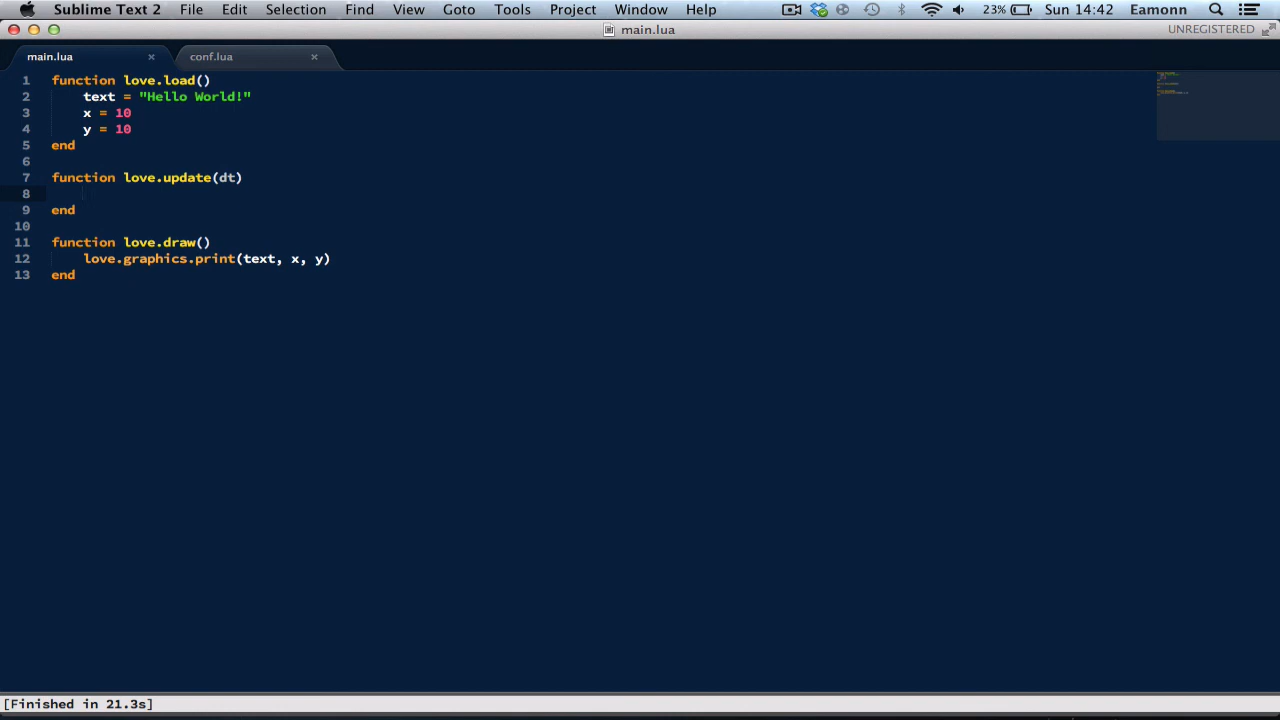 Sublime Text 2 File Edit Selection Find View Goto Tools Project Window Help 23% Sun 14:42 Eamonn
main.lua UNREGISTERED
main.lua × conf.lua ×
1 function love.load()
2 text = "Hello World!"
3 x = 10
4 y = 10
5 end
6
7 function love.update(dt)
8
9 end
10
11 function love.draw()
12 love.graphics.print(text, x, y)
13 end
[Finished in 21.3s]